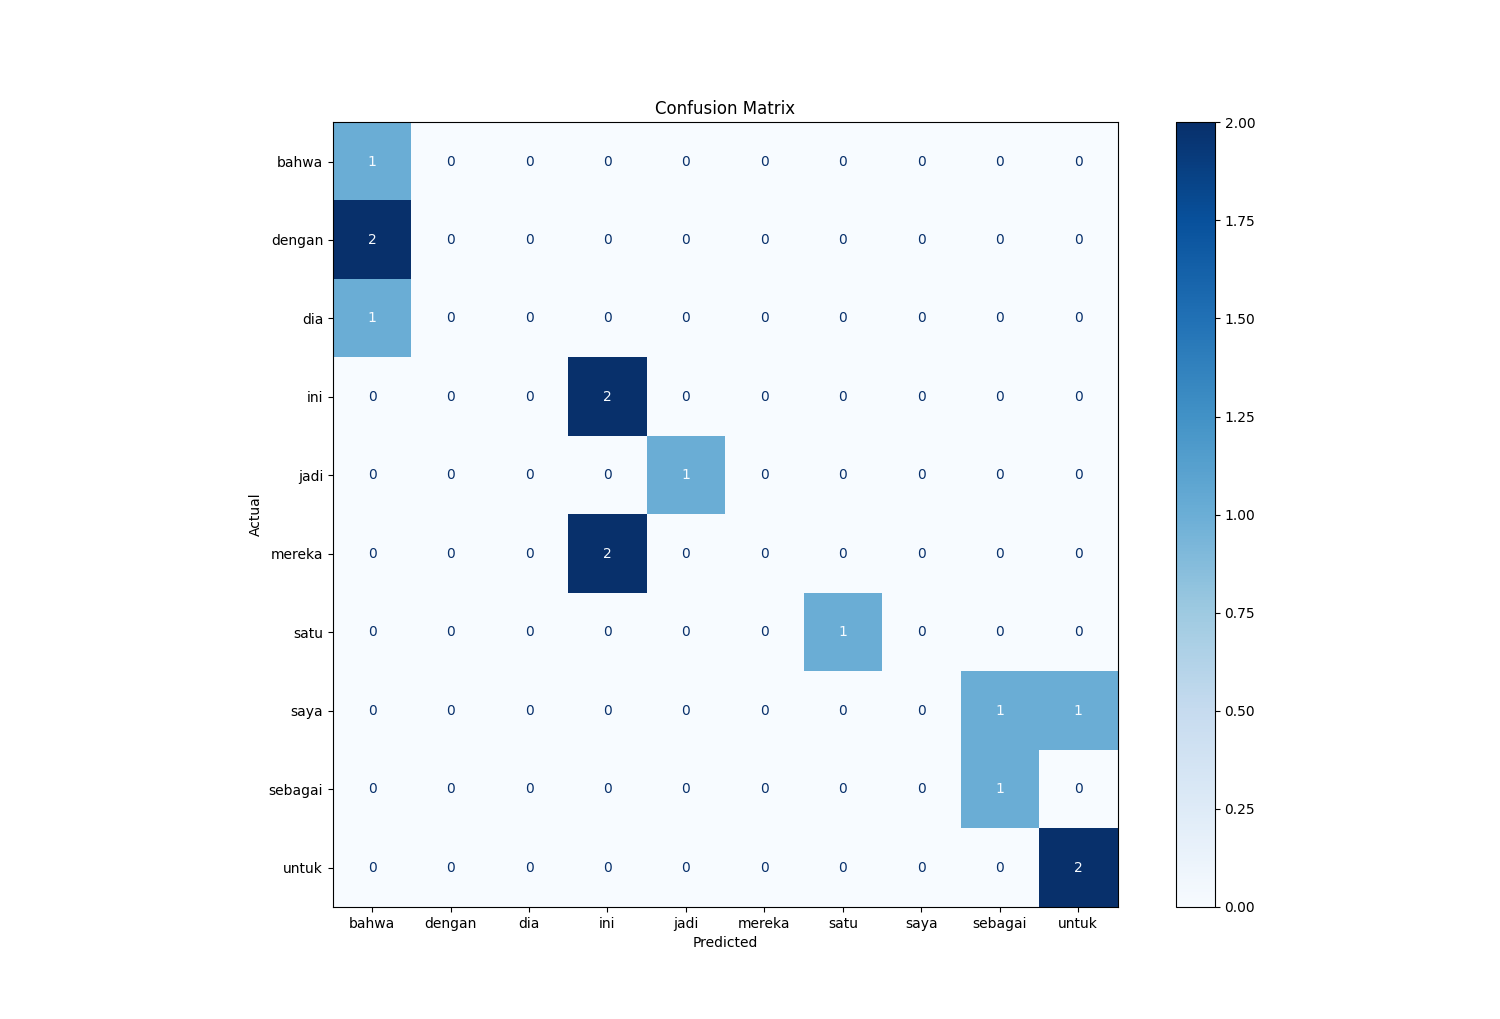 Confusion Matrix
bahwa 1 0 0 0 0 0 0 0 0 0
dengan 2 0 0 0 0 0 0 0 0 0
dia 1 0 0 0 0 0 0 0 0 0
ini 0 0 0 2 0 0 0 0 0 0
jadi 0 0 0 0 1 0 0 0 0 0
Actual
mereka 0 0 0 2 0 0 0 0 0 0
satu 0 0 0 0 0 0 1 0 0 0
saya 0 0 0 0 0 0 0 0 1 1
sebagai 0 0 0 0 0 0 0 0 1 0
untuk 0 0 0 0 0 0 0 0 0 2
bahwa dengan dia ini jadi mereka satu saya sebagai untuk
Predicted
2.00
1.75
1.50
1.25
1.00
0.75
0.50
0.25
0.00